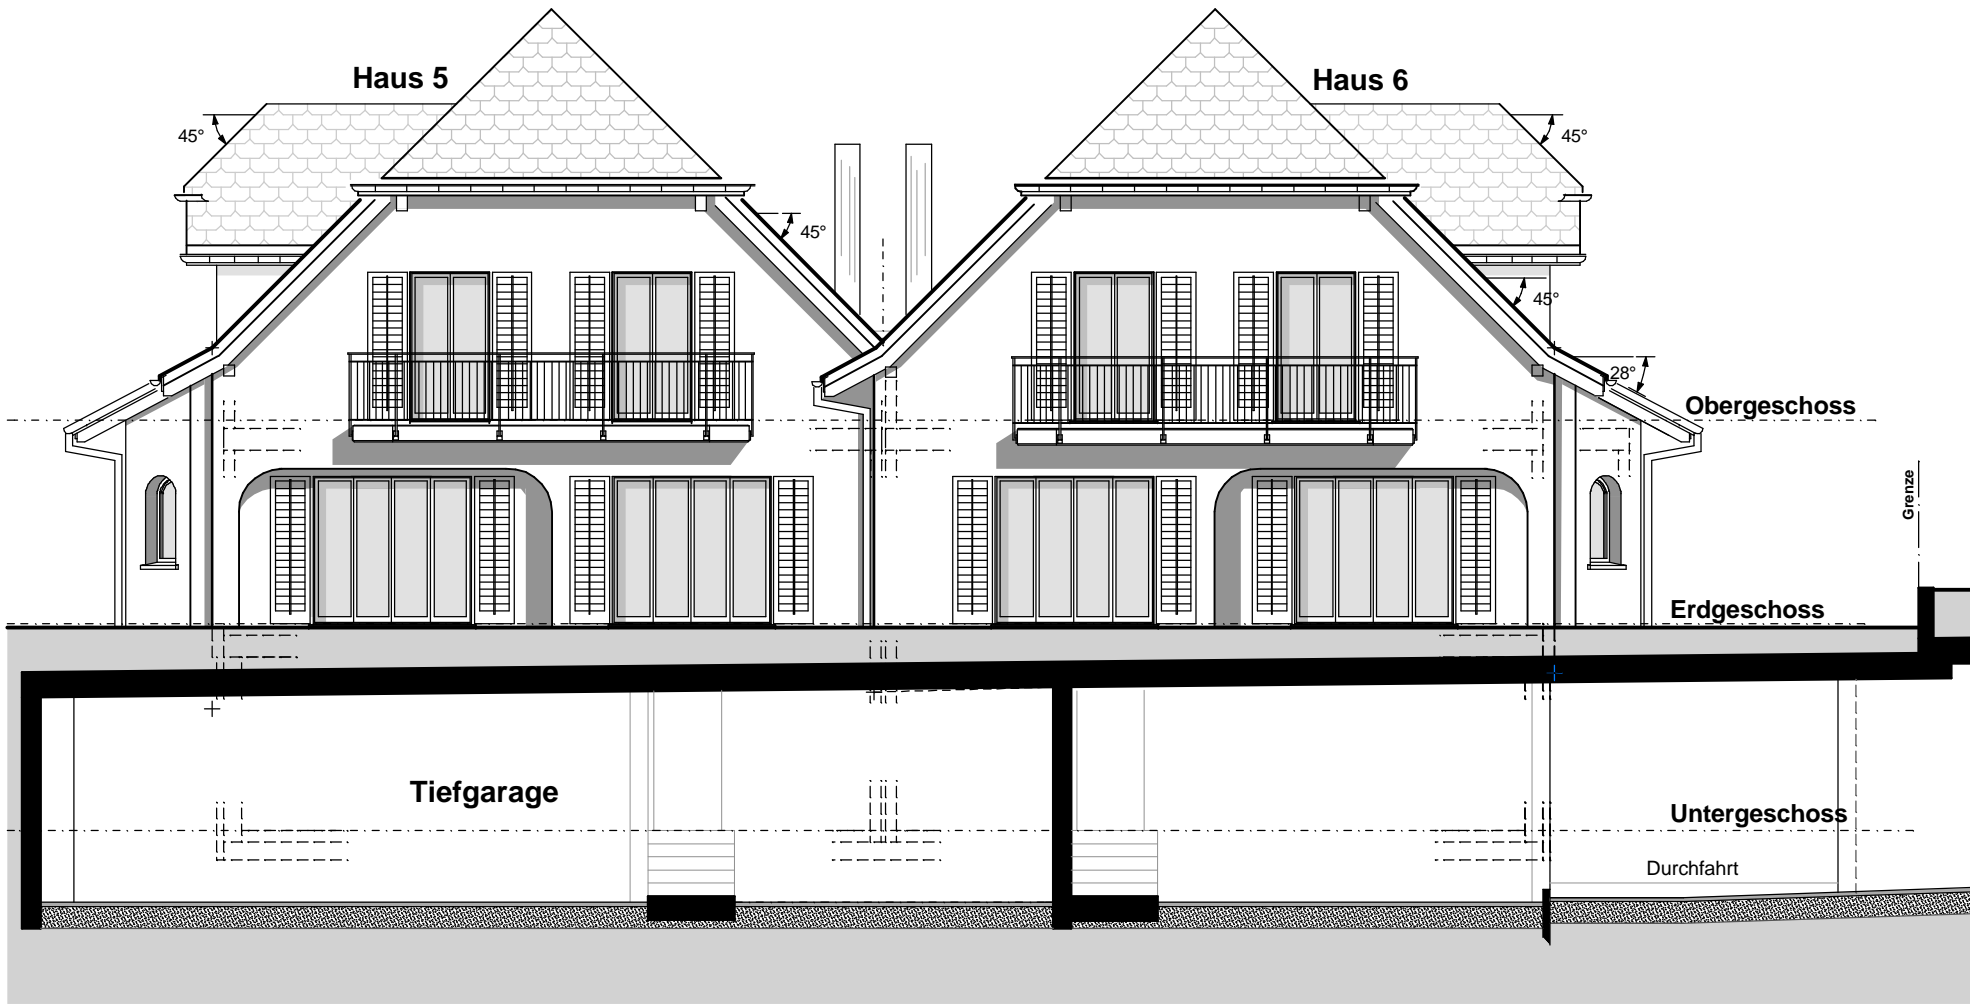 Haus 5
Haus 6
45°
45°
45°
45°
28°
Obergeschoss
Grenze
Erdgeschoss
Tiefgarage
Untergeschoss
Durchfahrt